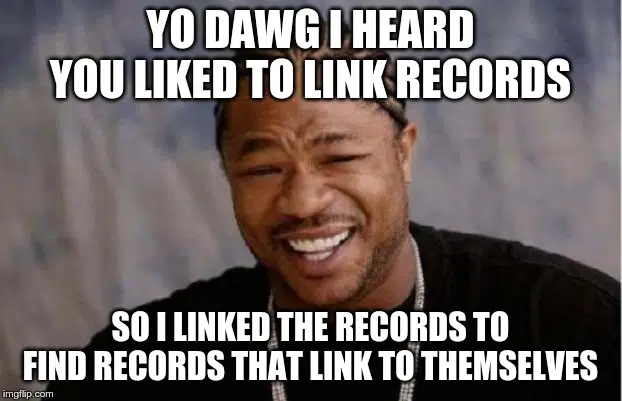 YO DAWG I HEARD
YOU LIKED TO LINK RECORDS
SO I LINKED THE RECORDS TO
FIND RECORDS THAT LINK TO THEMSELVES
imgflip.com